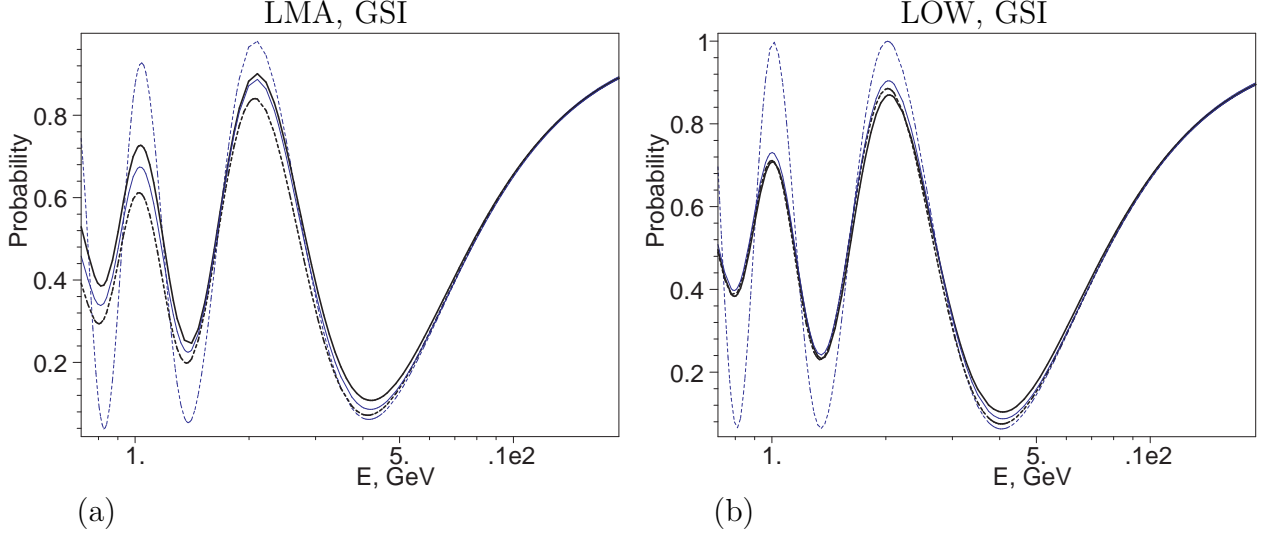 LMA, GSI
Probability
0.8
0.6
0.4
0.2
1.
5.
.1e2
E, GeV
(a)
LOW, GSI
Probability
1
0.8
0.6
0.4
0.2
1.
5.
.1e2
E, GeV
(b)